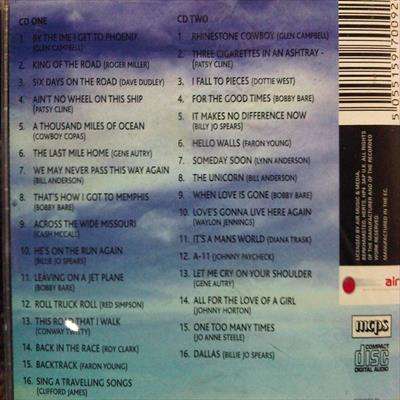 CD ONE
1. BY THE TIME I GET TO PHOENIX
(GLEN CAMPBELL)
2. KING OF THE ROAD (ROGER MILLER)
3. SIX DAYS ON THE ROAD (DAVE DUDLEY)
4. AIN'T NO WHEEL ON THIS SHIP
(PATSY CLINE)
5. A THOUSAND MILES OF OCEAN
(COWBOY COPAS)
6. THE LAST MILE HOME (GENE AUTRY)
7. WE MAY NEVER PASS THIS WAY AGAIN
(BILL ANDERSON)
8. THAT'S HOW I GOT TO MEMPHIS
(BOBBY BARE)
9. ACROSS THE WIDE MISSOURI
(CASH MCCALL)
10. HE'S ON THE RUN AGAIN
(BILLIE JO SPEARS)
11. LEAVING ON A JET PLANE
(BOBBY BARE)
12. ROLL TRUCK ROLL (RED SIMPSON)
13. THIS ROAD THAT I WALK
(CONWAY TWITTY)
14. BACK IN THE RACE (ROY CLARK)
15. BACKTRACK (FARON YOUNG)
16. SING A TRAVELLING SONGS
(CLIFFORD JAMES)
CD TWO
1. RHINESTONE COWBOY (GLEN CAMPBELL)
2. THREE CIGARETTES IN AN ASHTRAY -
(PATSY CLINE)
3. I FALL TO PIECES (DOTTIE WEST)
4. FOR THE GOOD TIMES (BOBBY BARE)
5. IT MAKES NO DIFFERENCE NOW
(BILLY JO SPEARS)
6. HELLO WALLS (FARON YOUNG)
7. SOMEDAY SOON (LYNN ANDERSON)
8. THE UNICORN (BILL ANDERSON)
9. WHEN LOVE IS GONE (BOBBY BARE)
10. LOVE'S GONNA LIVE HERE AGAIN
(WAYLON JENNINGS)
11. IT'S A MANS WORLD (DIANA TRASK)
12. A-11 (JOHNNY PAYCHECK)
13. LET ME CRY ON YOUR SHOULDER
(GENE AUTRY)
14. ALL FOR THE LOVE OF A GIRL
(JOHNNY HORTON)
15. ONE TOO MANY TIMES
(JO ANNE STEELE)
16. DALLAS (BILLIE JO SPEARS)
5 055159 70892
MANUFACTURED IN THE EC.
air
mcps
COMPACT
disc
DIGITAL AUDIO